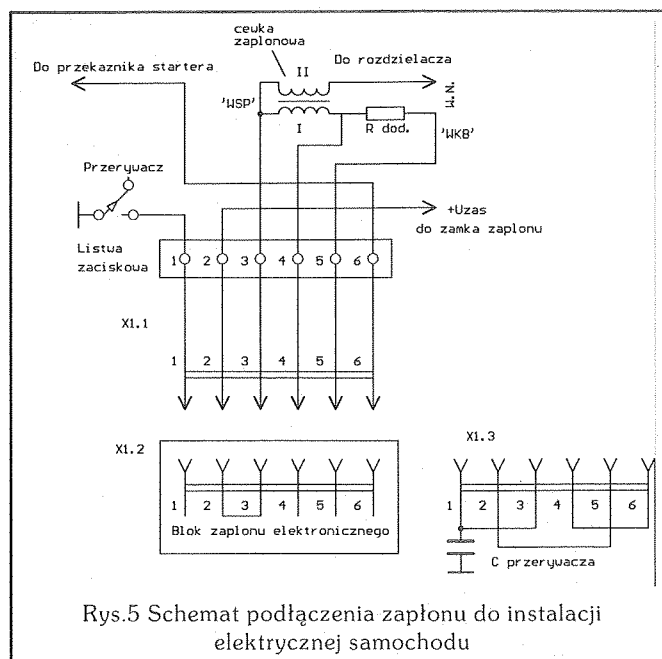 cewka
zaplonowa
Do przekaznika startera
II
Do rozdzielacza
W.N.
'WSP'
I
R dod.
'WKB'
Przerywacz
+Uzas
do zamka zaplonu
Listwa
zaciskowa
1 2 3 4 5 6
X1.1
1 2 3 4 5 6
X1.2
X1.3
1 2 3 4 5 6
Blok zaplonu elektronicznego
1 2 3 4 5 6
C przerywacza
Rys.5 Schemat podłączenia zapłonu do instalacji
elektrycznej samochodu